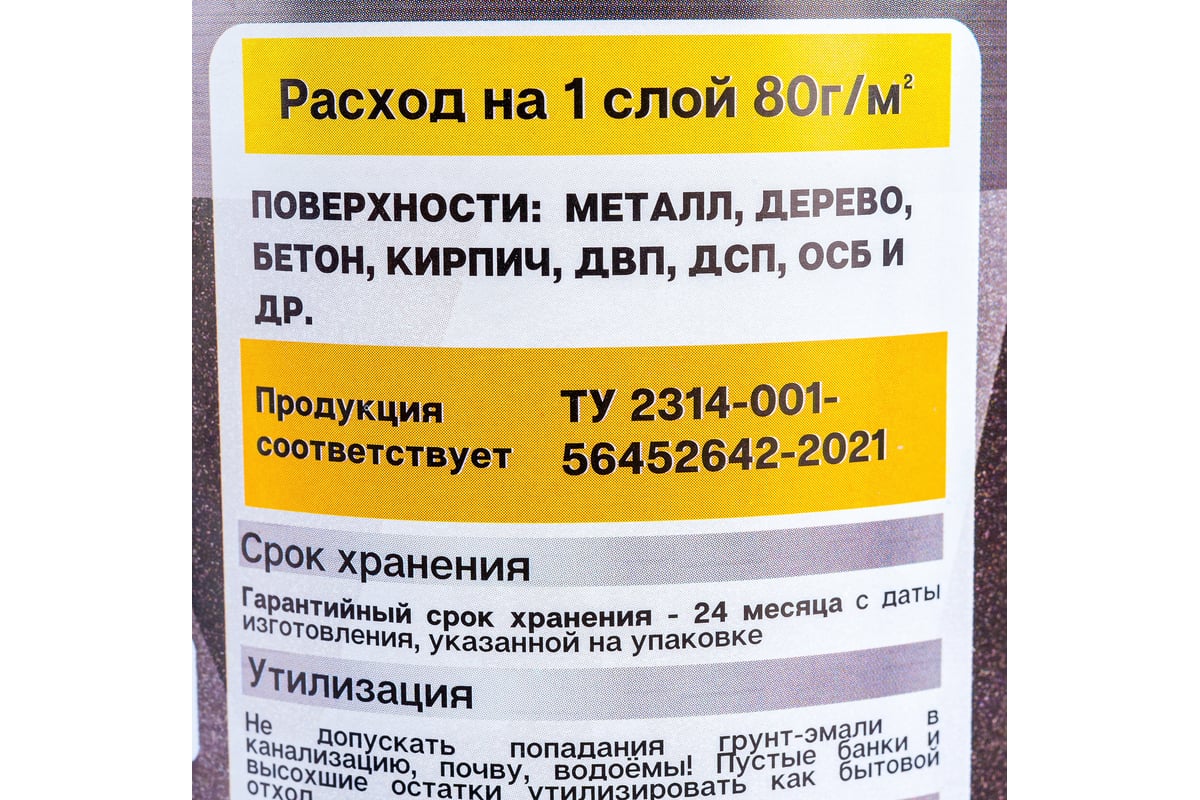 Расход на 1 слой 80г/м²
ПОВЕРХНОСТИ: МЕТАЛЛ, ДЕРЕВО,
БЕТОН, КИРПИЧ, ДВП, ДСП, ОСБ И
ДР.
Продукция ТУ 2314-001-
соответствует 56452642-2021
Срок хранения
Гарантийный срок хранения - 24 месяца с даты
изготовления, указанной на упаковке
Утилизация
Не допускать попадания грунт-эмали в
канализацию, почву, водоёмы! Пустые банки и
высохшие остатки утилизировать как бытовой
отход